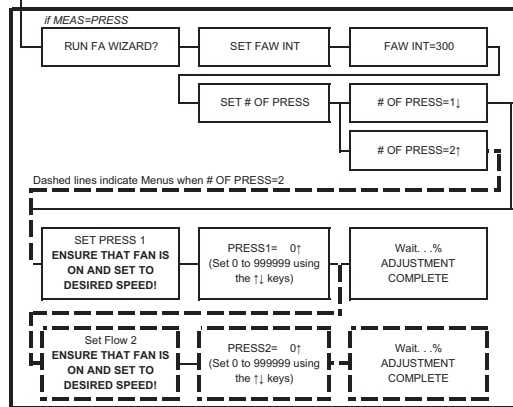 if MEAS=PRESS
RUN FA WIZARD?
SET FAW INT
FAW INT=300
SET # OF PRESS
# OF PRESS=1↓
# OF PRESS=2↑
Dashed lines indicate Menus when # OF PRESS=2
SET PRESS 1
ENSURE THAT FAN IS
ON AND SET TO
DESIRED SPEED!
PRESS1= 0↑
(Set 0 to 999999 using
the ↑↓ keys)
Wait. . .%
ADJUSTMENT
COMPLETE
Set Flow 2
ENSURE THAT FAN IS
ON AND SET TO
DESIRED SPEED!
PRESS2= 0↑
(Set 0 to 999999 using
the ↑↓ keys)
Wait. . .%
ADJUSTMENT
COMPLETE